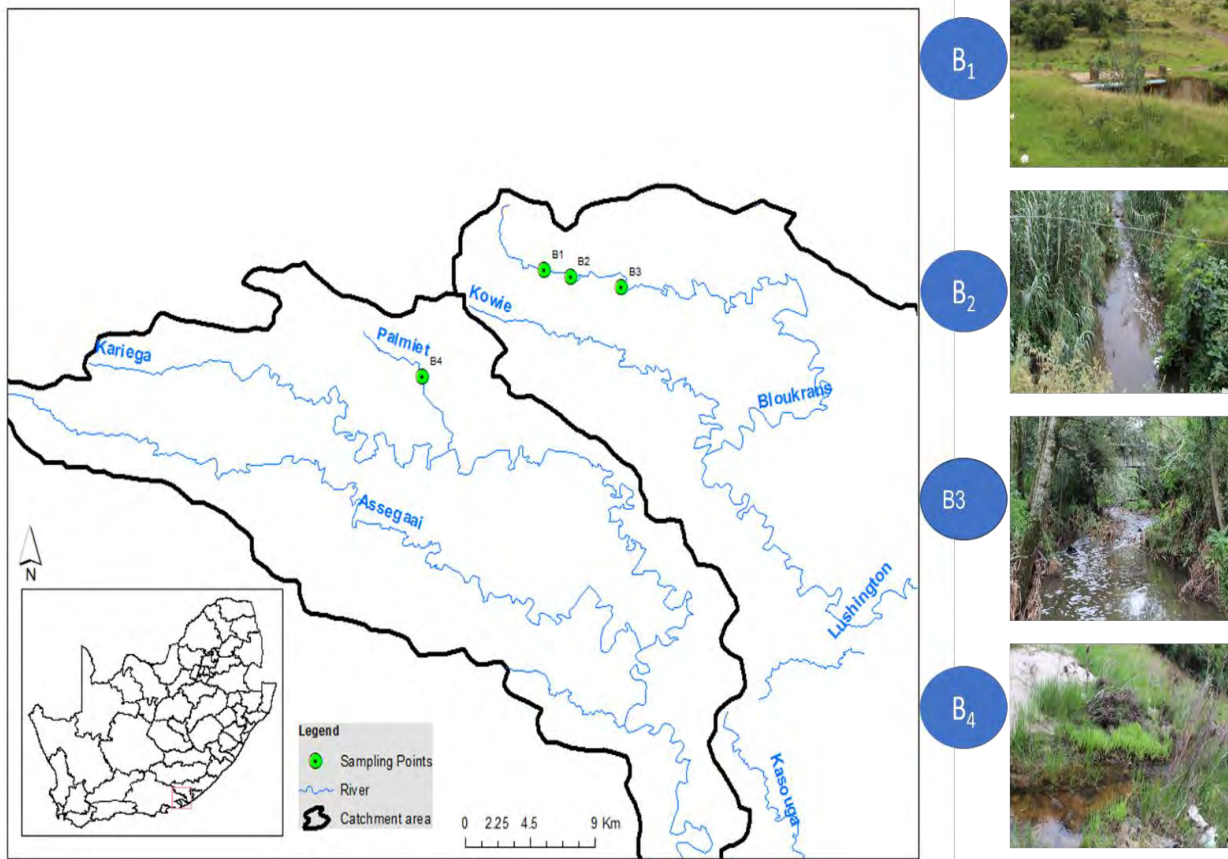 B1
B2
B3
Kowie
Palmiet
B4
Kariega
Bloukrans
Assegaai
Lushington
Kasouga
N
Legend
Sampling Points
River
Catchment area
0 2.25 4.5 9 Km
B₁
B₂
B3
B₄